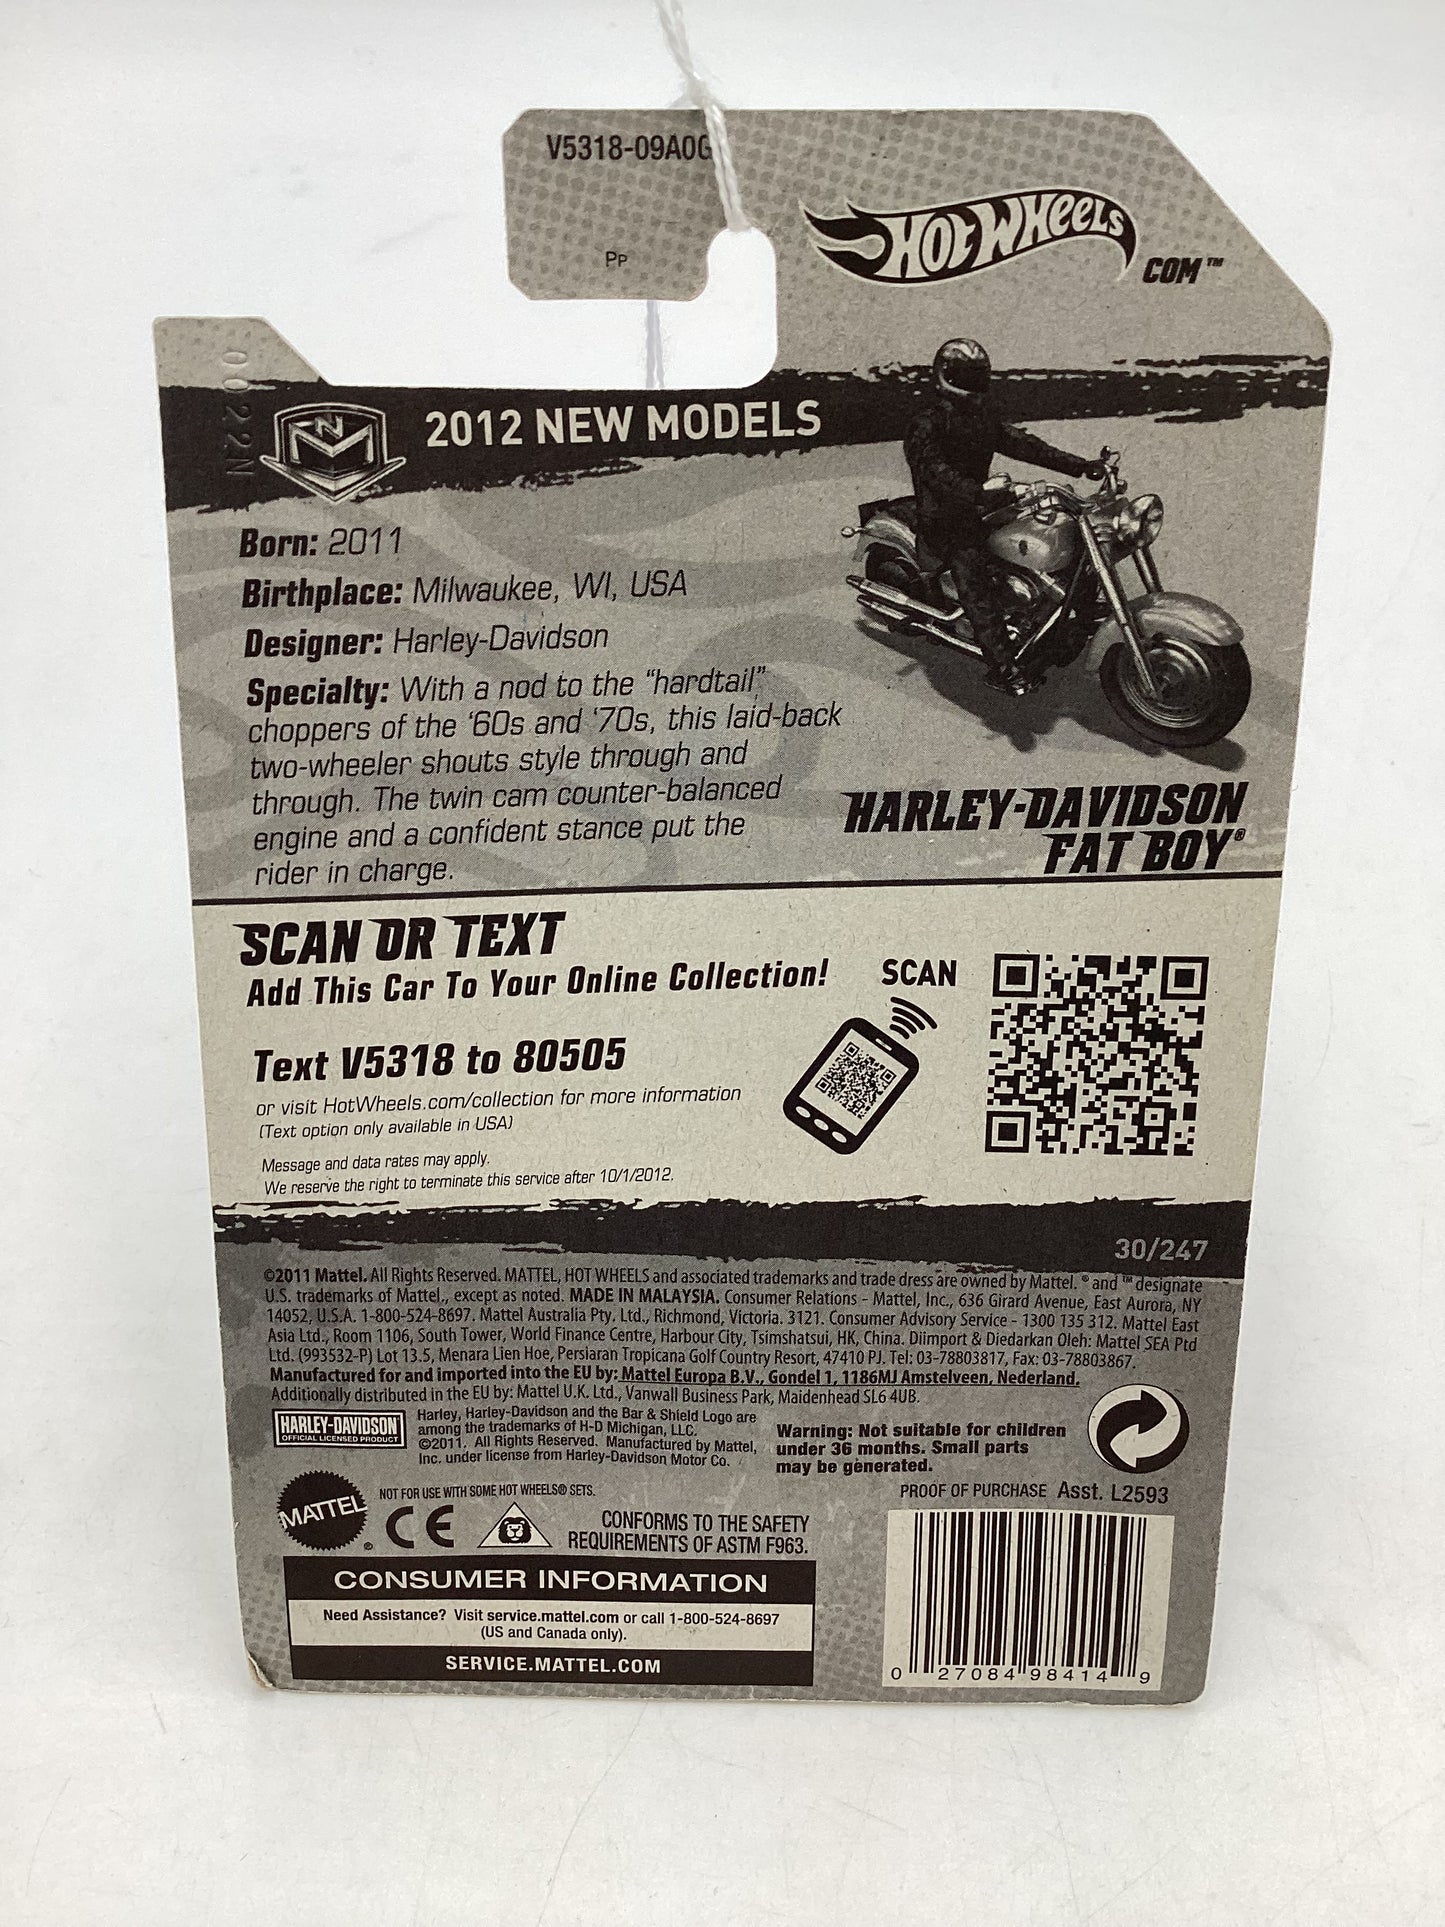 V5318-09A0G
PP
HOT WHEELS
COM™
0022N
NM
2012 NEW MODELS
Born: 2011
Birthplace: Milwaukee, WI, USA
Designer: Harley-Davidson
Specialty: With a nod to the “hardtail”
choppers of the ‘60s and ‘70s, this laid-back
two-wheeler shouts style through and
through. The twin cam counter-balanced
engine and a confident stance put the
rider in charge.
HARLEY-DAVIDSON
FAT BOY®
SCAN OR TEXT
Add This Car To Your Online Collection!
SCAN
Text V5318 to 80505
or visit HotWheels.com/collection for more information
(Text option only available in USA)
Message and data rates may apply.
We reserve the right to terminate this service after 10/1/2012.
30/247
©2011 Mattel. All Rights Reserved. MATTEL, HOT WHEELS and associated trademarks and trade dress are owned by Mattel. ® and ™ designate
U.S. trademarks of Mattel., except as noted. MADE IN MALAYSIA. Consumer Relations - Mattel, Inc., 636 Girard Avenue, East Aurora, NY
14052, U.S.A. 1-800-524-8697. Mattel Australia Pty. Ltd., Richmond, Victoria. 3121. Consumer Advisory Service - 1300 135 312. Mattel East
Asia Ltd., Room 1106, South Tower, World Finance Centre, Harbour City, Tsimshatsui, HK, China. Diimport & Diedarkan Oleh: Mattel SEA Ptd
Ltd. (993532-P) Lot 13.5, Menara Lien Hoe, Persiaran Tropicana Golf Country Resort, 47410 PJ. Tel: 03-78803817, Fax: 03-78803867.
Manufactured for and imported into the EU by: Mattel Europa B.V., Gondel 1, 1186MJ Amstelveen, Nederland.
Additionally distributed in the EU by: Mattel U.K. Ltd., Vanwall Business Park, Maidenhead SL6 4UB.
HARLEY-DAVIDSON
OFFICIAL LICENSED PRODUCT
Harley, Harley-Davidson and the Bar & Shield Logo are
among the trademarks of H-D Michigan, LLC.
©2011. All Rights Reserved. Manufactured by Mattel,
Inc. under license from Harley-Davidson Motor Co.
Warning: Not suitable for children
under 36 months. Small parts
may be generated.
MATTEL®
NOT FOR USE WITH SOME HOT WHEELS® SETS.
CE
CONFORMS TO THE SAFETY
REQUIREMENTS OF ASTM F963.
PROOF OF PURCHASE Asst. L2593
CONSUMER INFORMATION
Need Assistance? Visit service.mattel.com or call 1-800-524-8697
(US and Canada only).
SERVICE.MATTEL.COM
0 27084 98414 9